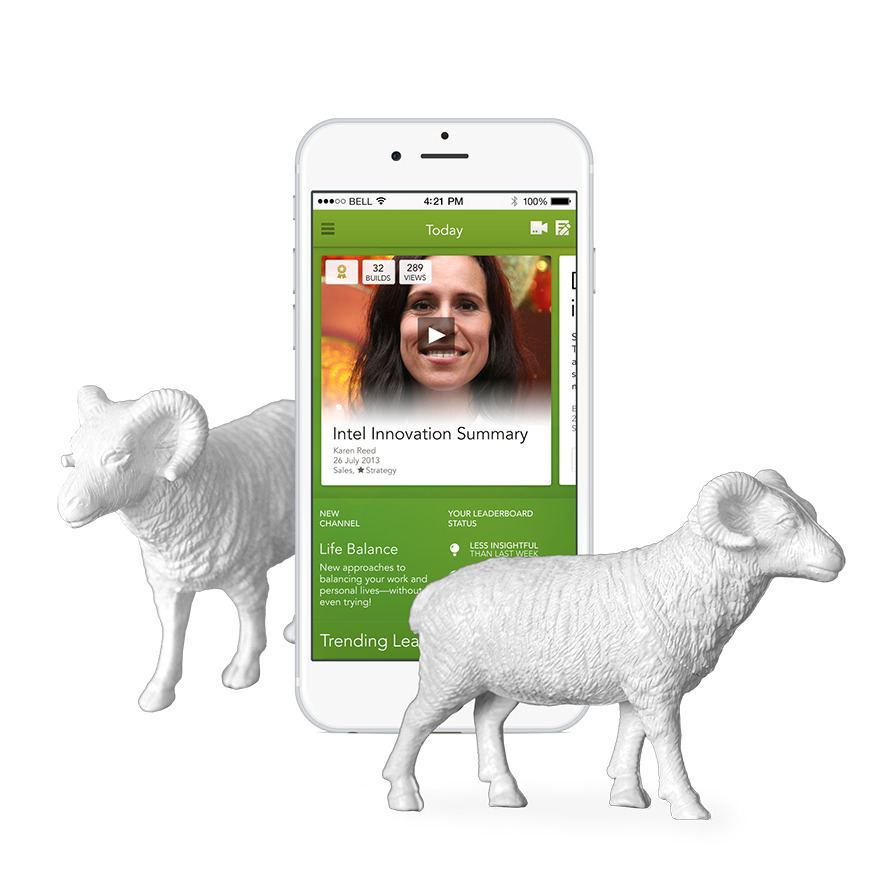 BELL 4:21 PM 100%
Today
32
BUILDS
289
VIEWS
Intel Innovation Summary
Karen Reed
26 July 2013
Sales, Strategy
NEW
CHANNEL
YOUR LEADERBOARD
STATUS
Life Balance
LESS INSIGHTFUL
THAN LAST WEEK
New approaches to
balancing your work and
personal lives—without
even trying!
Trending Lea